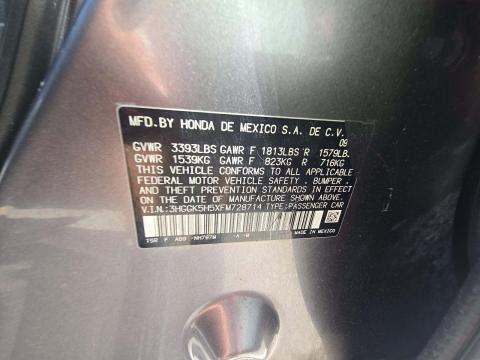 MFD.BY HONDA DE MEXICO S.A. DE C.V.
09
GVWR 3393LBS GAWR F 1813LBS R 1579LB
GVWR 1539KG GAWR F 823KG R 716KG
THIS VEHICLE CONFORMS TO ALL APPLICABLE
FEDERAL MOTOR VEHICLE SAFETY, BUMPER,
AND THEFT PREVENTION STANDARDS IN EFFECT ON
THE DATE OF MANUFACTURE SHOWN ABOVE.
V.I.N.:3HGGK5H5XFM728714 TYPE:PASSENGER CAR
MADE IN MEXICO